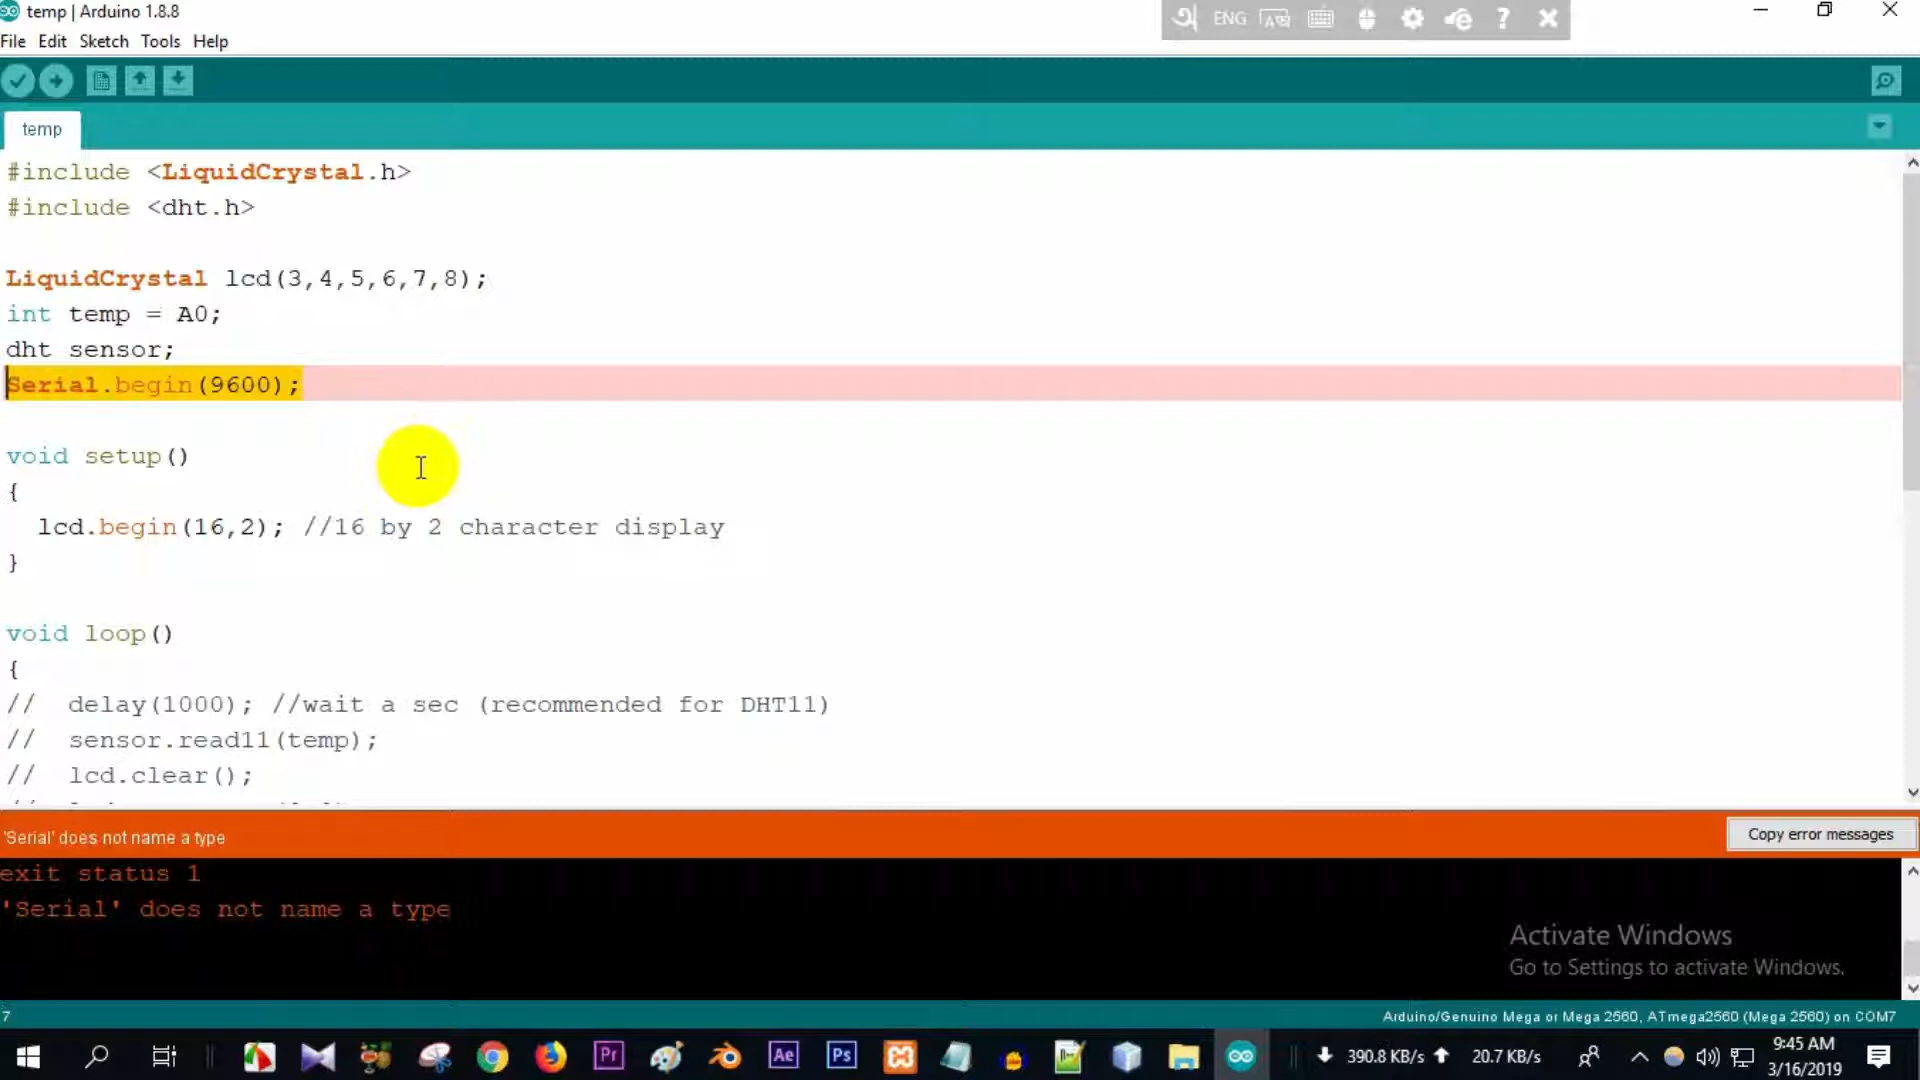 temp | Arduino 1.8.8
ENG
File Edit Sketch Tools Help
temp
#include <LiquidCrystal.h>
#include <dht.h>
LiquidCrystal lcd(3,4,5,6,7,8);
int temp = A0;
dht sensor;
Serial.begin(9600);
void setup()
{
lcd.begin(16,2); //16 by 2 character display
}
void loop()
{
// delay(1000); //wait a sec (recommended for DHT11)
// sensor.read11(temp);
// lcd.clear();
'Serial' does not name a type
Copy error messages
exit status 1
'Serial' does not name a type
Activate Windows
Go to Settings to activate Windows.
7
Arduino/Genuino Mega or Mega 2560, ATmega2560 (Mega 2560) on COM7
Pr
Ae
Ps
390.8 KB/s
20.7 KB/s
9:45 AM
3/16/2019